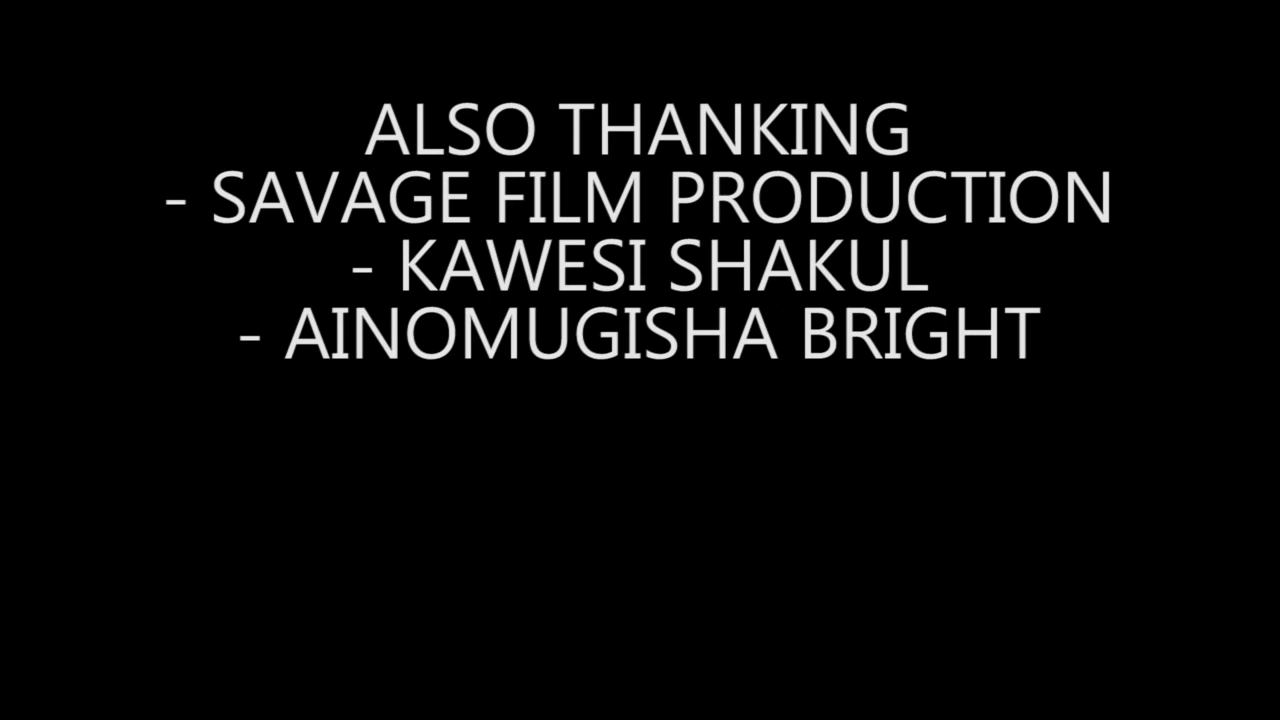 ALSO THANKING
- SAVAGE FILM PRODUCTION
- KAWESI SHAKUL
- AINOMUGISHA BRIGHT